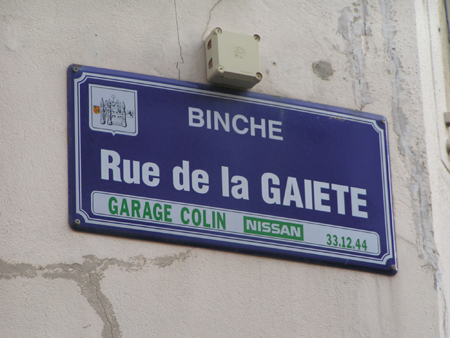 BINCHE
Rue de la GAIETE
GARAGE COLIN NISSAN 33.12.44